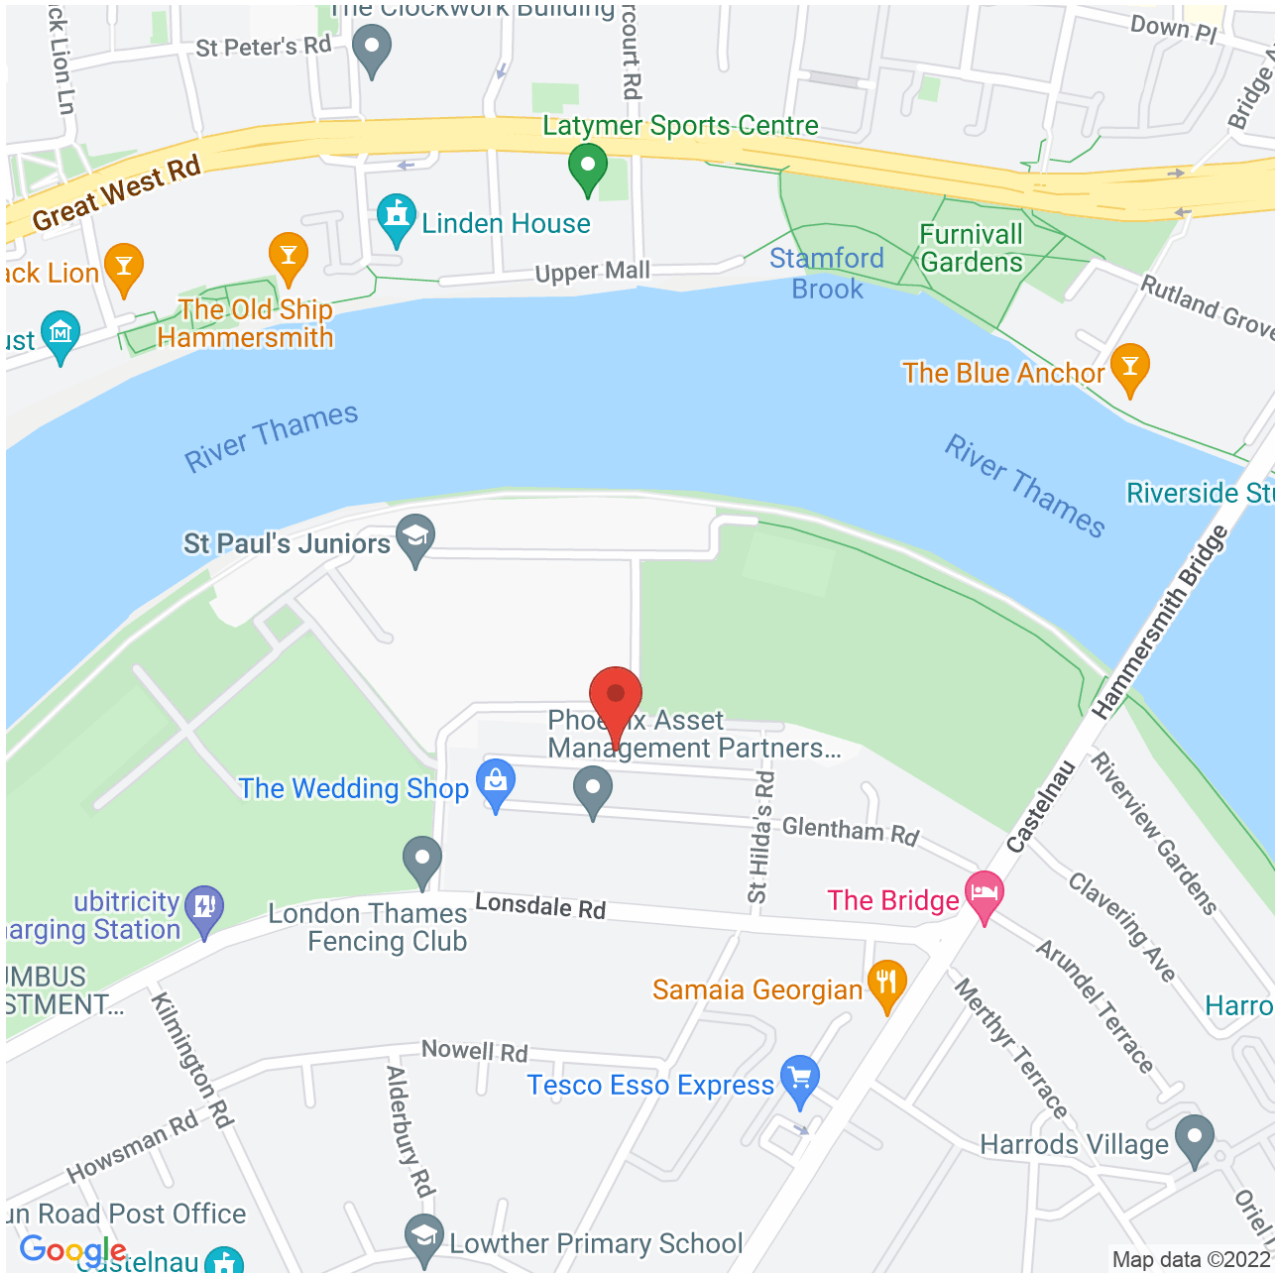 The Clockwork Building
St Peter's Rd
Down Pl
Latymer Sports Centre
Great West Rd
Linden House
Furnivall
Gardens
Stamford
Brook
Upper Mall
Rutland Grove
The Old Ship
Hammersmith
The Blue Anchor
River Thames
River Thames
St Paul's Juniors
Hammersmith Bridge
Phoenix Asset
Management Partners...
The Wedding Shop
Castelnau
Riverview Gardens
St Hilda's Rd
Glentham Rd
Clavering Ave
The Bridge
ubitricity
Lonsdale Rd
London Thames
Fencing Club
Station
Arundel Terrace
Samaia Georgian
Merthyr Terrace
Kilmington Rd
Nowell Rd
Alderbury Rd
Tesco Esso Express
Howsman Rd
Harrods Village
Road Post Office
Lowther Primary School
Google
Castelnau
Map data ©2022